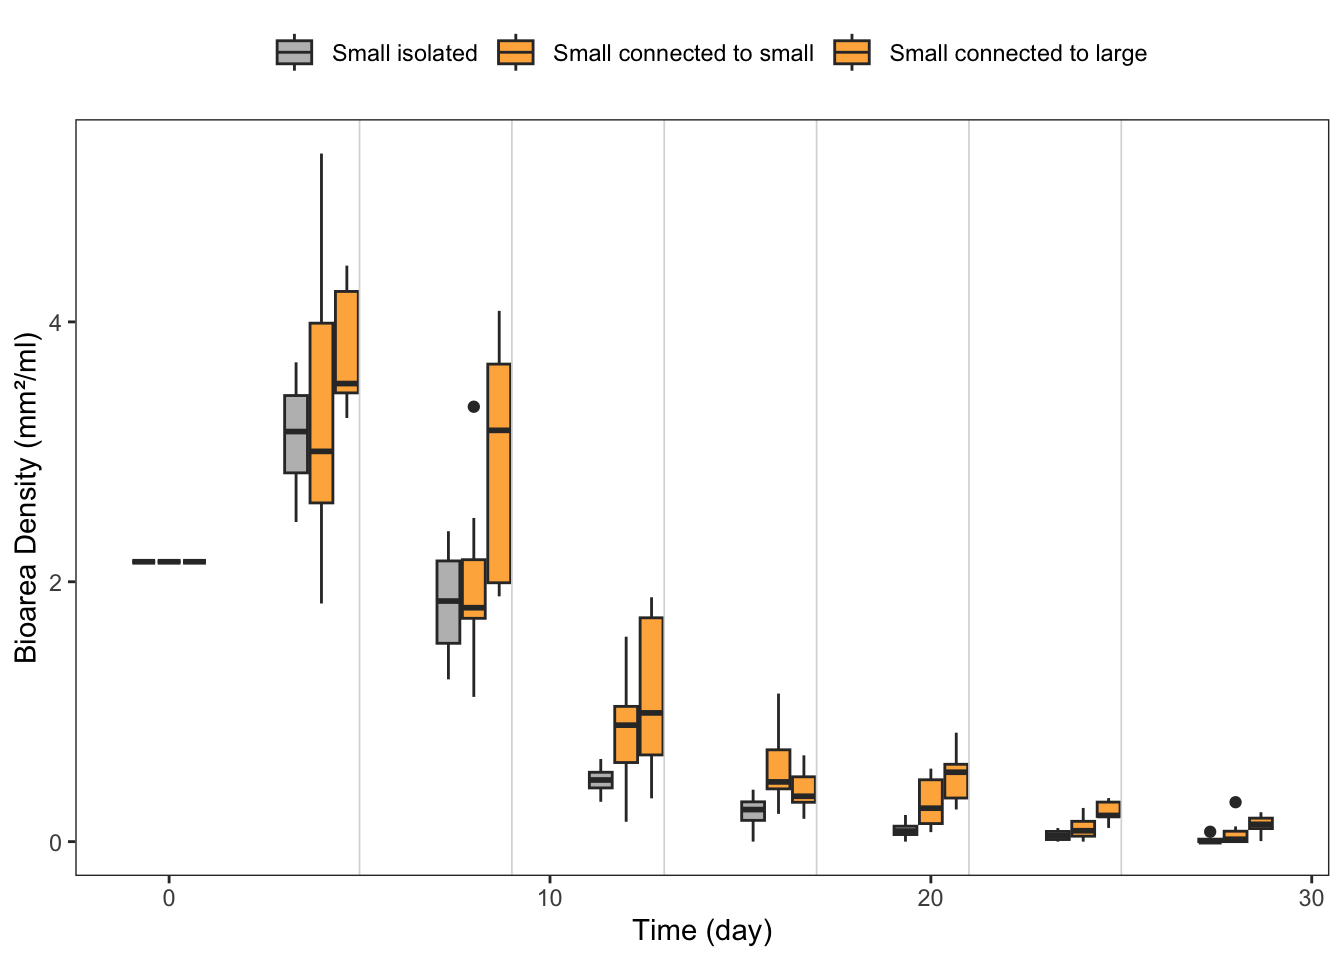 Small isolated Small connected to small Small connected to large
Bioarea Density (mm²/ml)
4
2
0
0 10 20 30
Time (day)